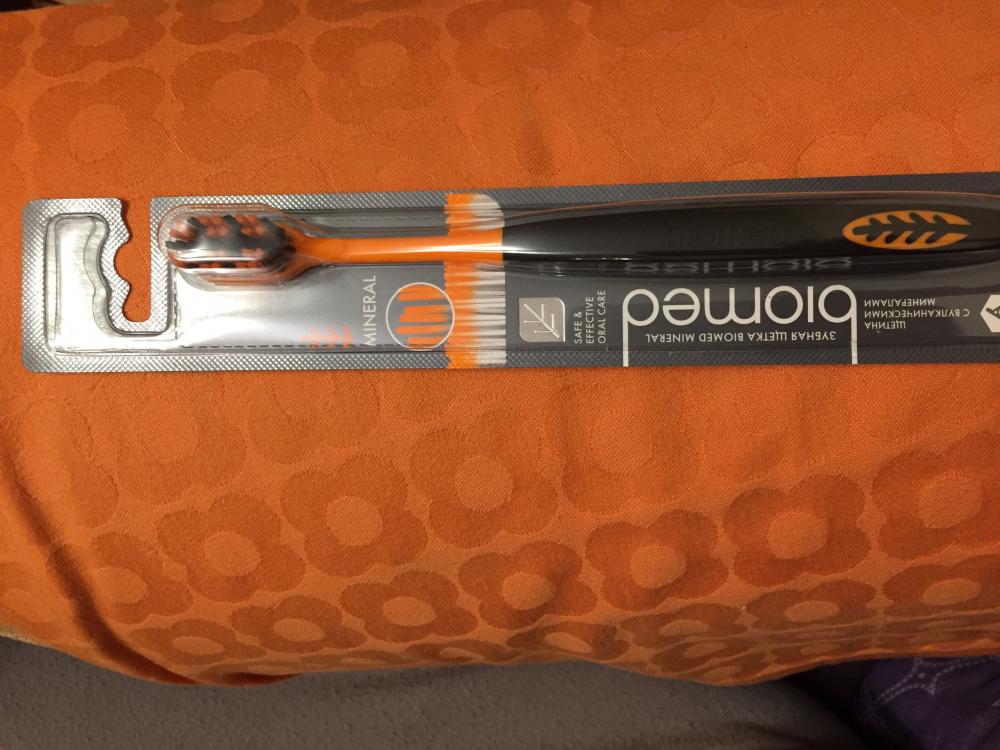 MINERAL
SAFE &
EFFECTIVE
ORAL CARE
biomed
ЗУБНАЯ ЩЕТКА BIOMED MINERAL
ЩЕТИНА
С ВУЛКАНИЧЕСКИМИ
МИНЕРАЛАМИ